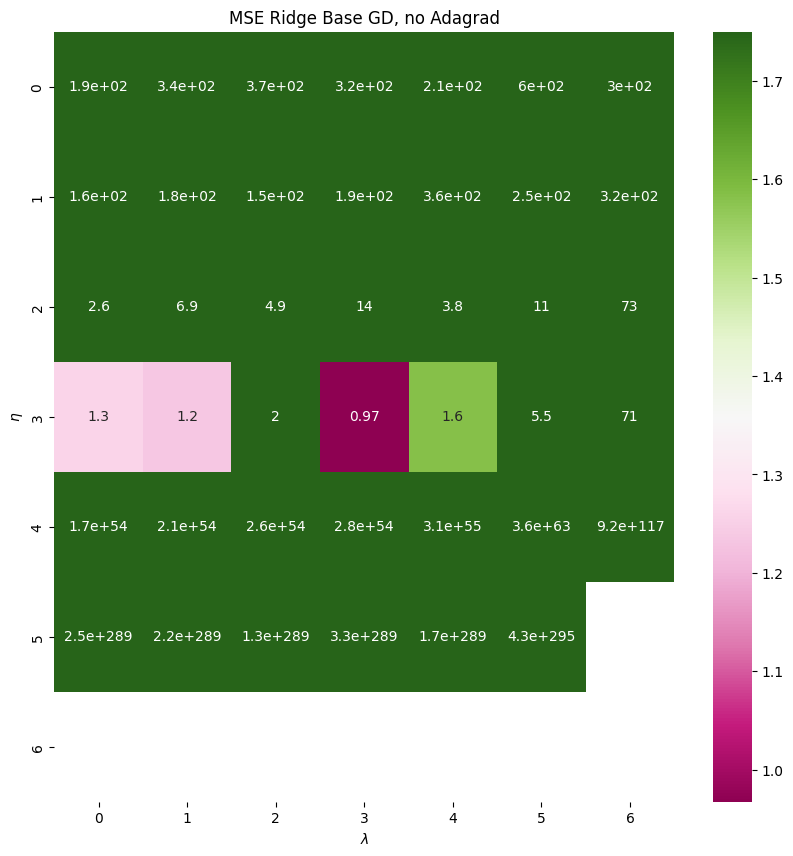 MSE Ridge Base GD, no Adagrad
0 1.9e+02 3.4e+02 3.7e+02 3.2e+02 2.1e+02 6e+02 3e+02
1 1.6e+02 1.8e+02 1.5e+02 1.9e+02 3.6e+02 2.5e+02 3.2e+02
2 2.6 6.9 4.9 14 3.8 11 73
η
3 1.3 1.2 2 0.97 1.6 5.5 71
4 1.7e+54 2.1e+54 2.6e+54 2.8e+54 3.1e+55 3.6e+63 9.2e+117
5 2.5e+289 2.2e+289 1.3e+289 3.3e+289 1.7e+289 4.3e+295
6
0 1 2 3 4 5 6
λ
1.7
1.6
1.5
1.4
1.3
1.2
1.1
1.0